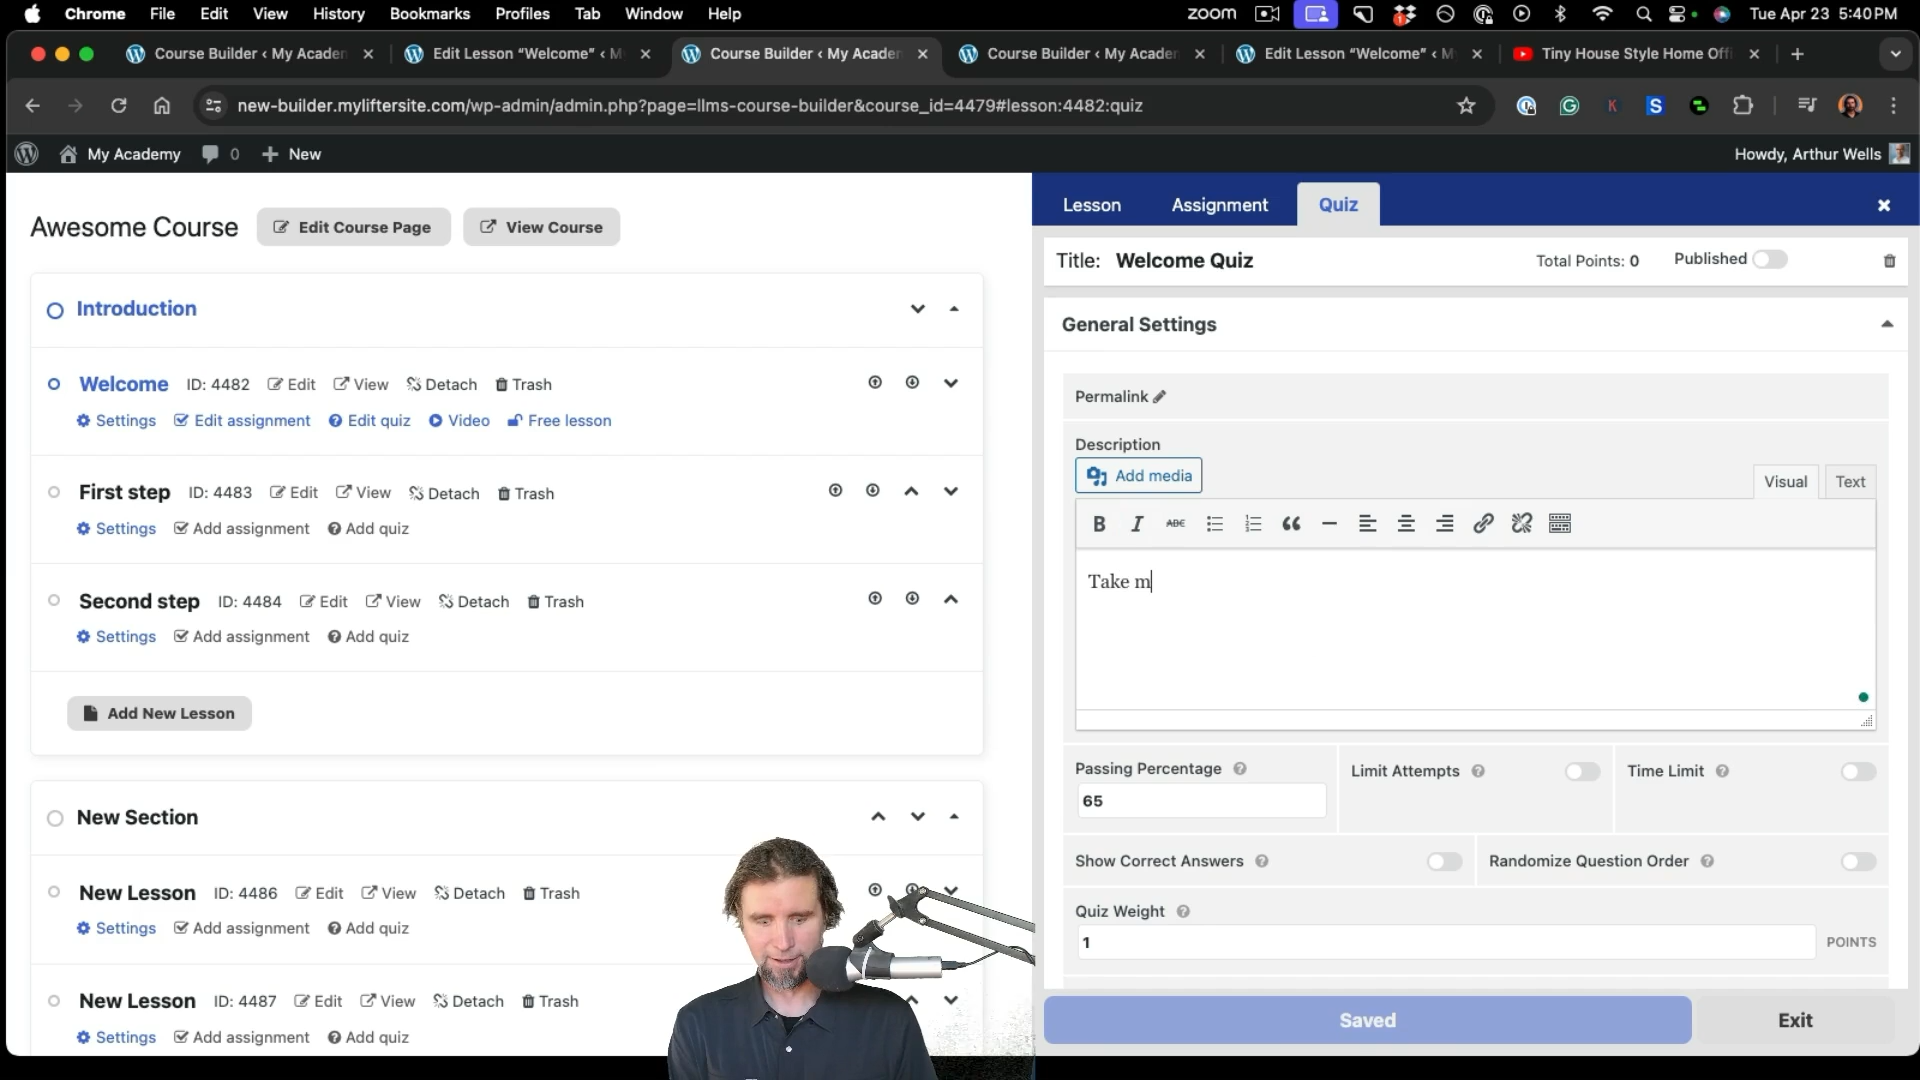 Chrome File Edit View History Bookmarks Profiles Tab Window Help zoom 1 Tue Apr 23 5:40 PM
Course Builder ‹ My Academ Edit Lesson “Welcome” ‹ M Course Builder ‹ My Academ Course Builder ‹ My Academ Edit Lesson “Welcome” ‹ M Tiny House Style Home Offi
new-builder.myliftersite.com/wp-admin/admin.php?page=llms-course-builder&course_id=4479#lesson:4482:quiz
My Academy 0 New Howdy, Arthur Wells
Lesson Assignment Quiz
Awesome Course Edit Course Page View Course
Title: Welcome Quiz Total Points: 0 Published
Introduction
General Settings
Welcome ID: 4482 Edit View Detach Trash
Settings Edit assignment Edit quiz Video Free lesson
Permalink
Description
Add media Visual Text
B I ABC
Take m
First step ID: 4483 Edit View Detach Trash
Settings Add assignment Add quiz
Second step ID: 4484 Edit View Detach Trash
Settings Add assignment Add quiz
Add New Lesson
Passing Percentage Limit Attempts Time Limit
65
Show Correct Answers Randomize Question Order
Quiz Weight
1 POINTS
New Section
New Lesson ID: 4486 Edit View Detach Trash
Settings Add assignment Add quiz
New Lesson ID: 4487 Edit View Detach Trash
Settings Add assignment Add quiz
Saved Exit